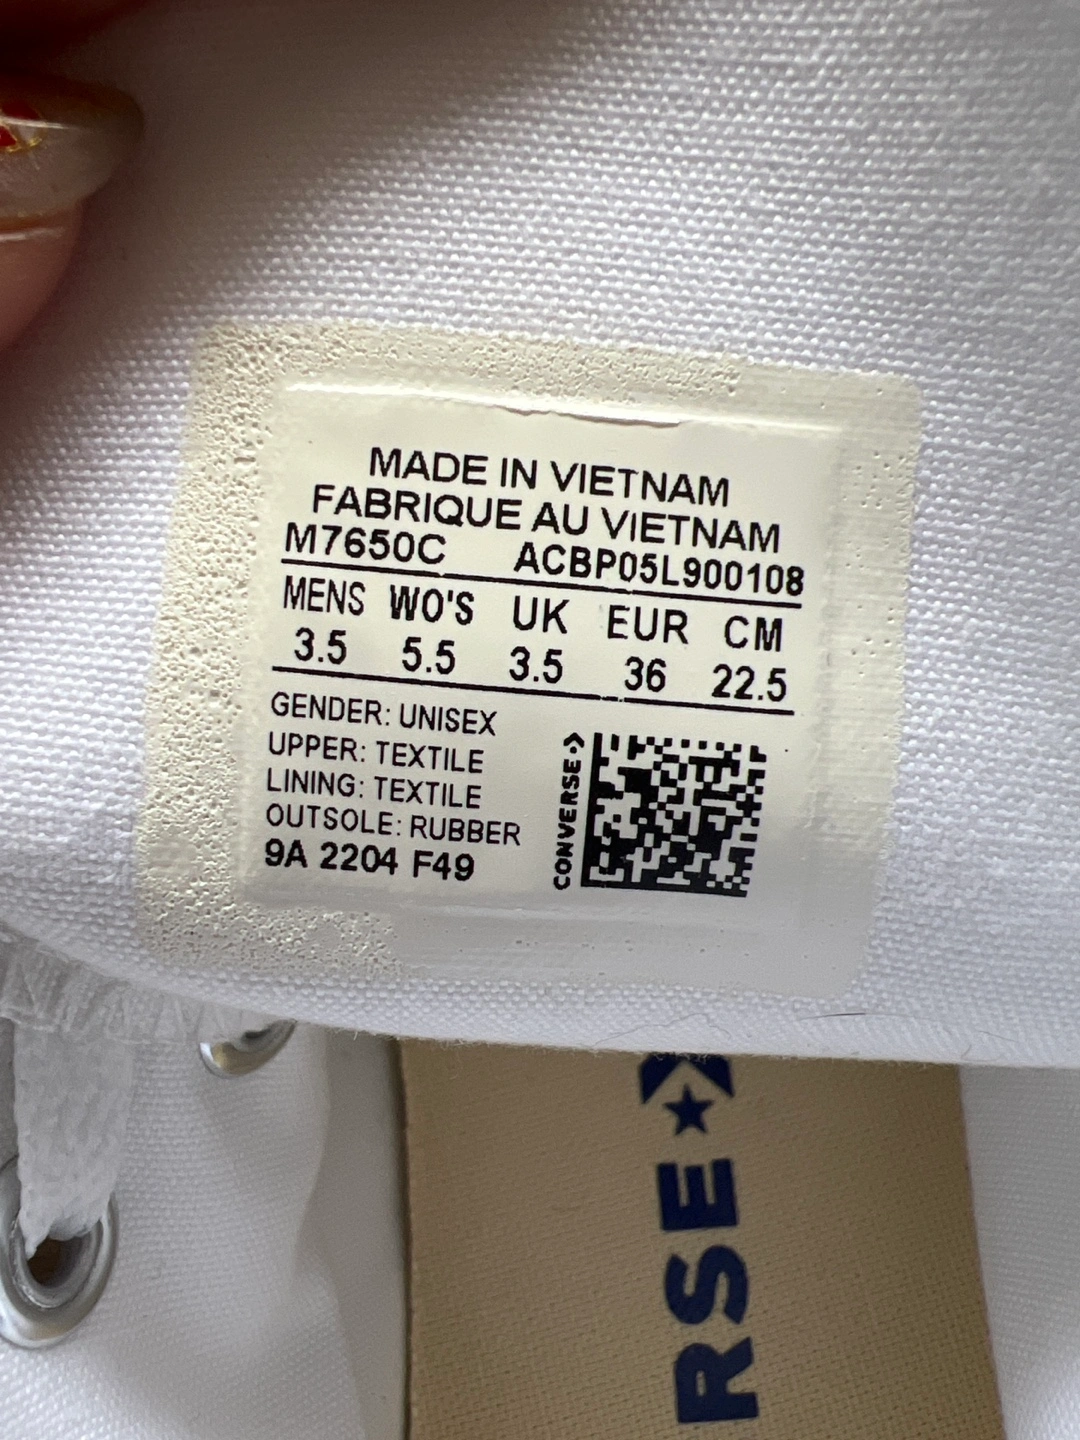 MADE IN VIETNAM
FABRIQUE AU VIETNAM
M7650C ACBP05L900108
MENS WO'S UK EUR CM
3.5 5.5 3.5 36 22.5
GENDER: UNISEX
UPPER: TEXTILE
LINING: TEXTILE
OUTSOLE: RUBBER
9A 2204 F49
CONVERSE
RSE